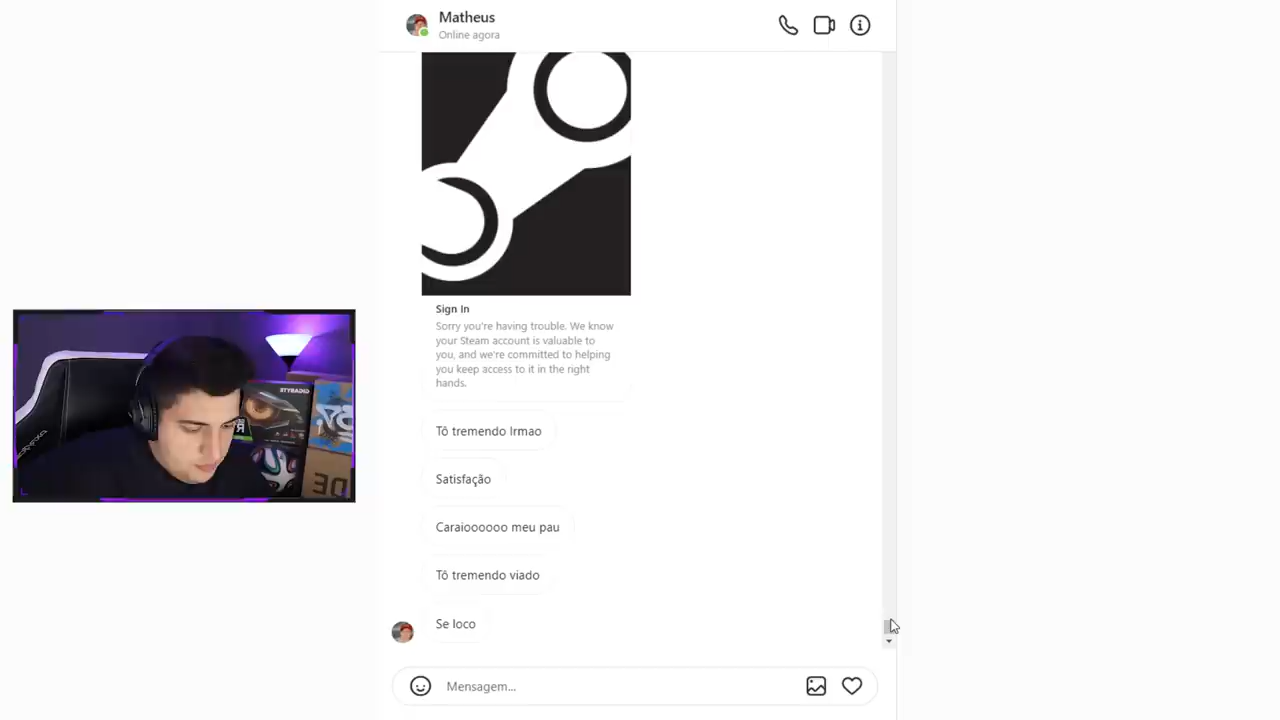 Matheus
Online agora
Sign In
Sorry you're having trouble. We know
your Steam account is valuable to
you, and we're committed to helping
you keep access to it in the right
hands.
Tô tremendo Irmao
Satisfação
Caraioooooo meu pau
Tô tremendo viado
Se loco
Mensagem...